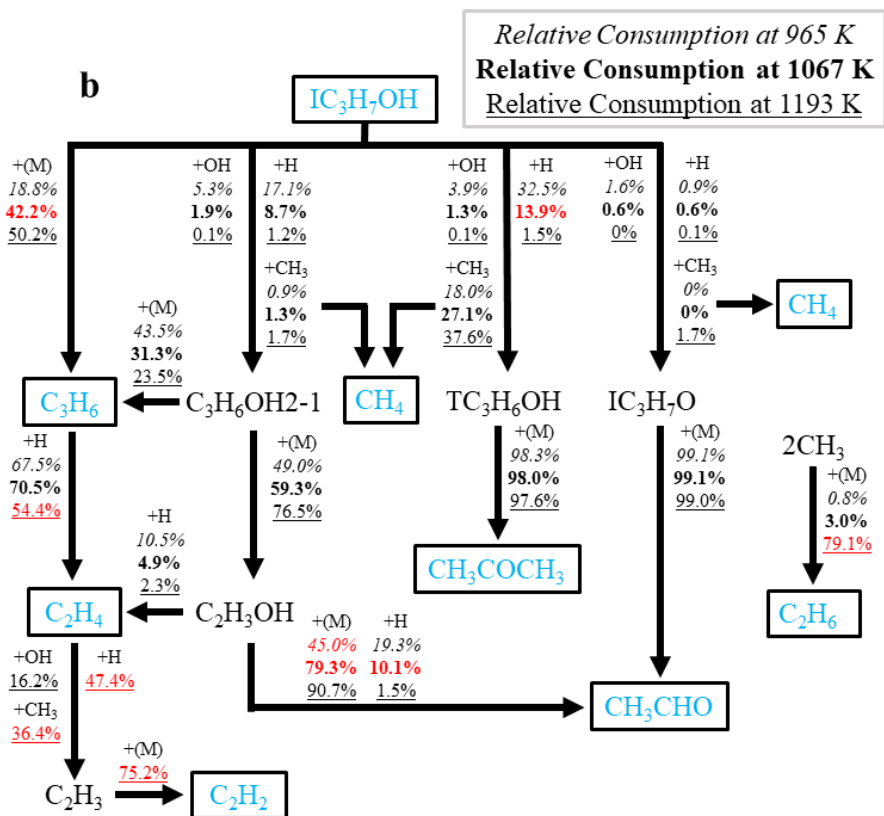 Relative Consumption at 965 K
Relative Consumption at 1067 K
Relative Consumption at 1193 K
b
IC₃H₇OH
+(M)
18.8%
42.2%
50.2%
+OH
5.3%
1.9%
0.1%
+H
17.1%
8.7%
1.2%
+CH₃
0.9%
1.3%
1.7%
+OH
3.9%
1.3%
0.1%
+H
32.5%
13.9%
1.5%
+CH₃
18.0%
27.1%
37.6%
+OH
1.6%
0.6%
0%
+H
0.9%
0.6%
0.1%
+CH₃
0%
0%
1.7%
CH₄
+(M)
43.5%
31.3%
23.5%
C₃H₆
C₃H₆OH2-1
CH₄
TC₃H₆OH
IC₃H₇O
+H
67.5%
70.5%
54.4%
+(M)
49.0%
59.3%
76.5%
+(M)
98.3%
98.0%
97.6%
+(M)
99.1%
99.1%
99.0%
2CH₃
+(M)
0.8%
3.0%
79.1%
+H
10.5%
4.9%
2.3%
C₂H₄
C₂H₃OH
CH₃COCH₃
C₂H₆
+OH
16.2%
+H
47.4%
+CH₃
36.4%
+(M)
45.0%
79.3%
90.7%
+H
19.3%
10.1%
1.5%
CH₃CHO
C₂H₃
+(M)
75.2%
C₂H₂